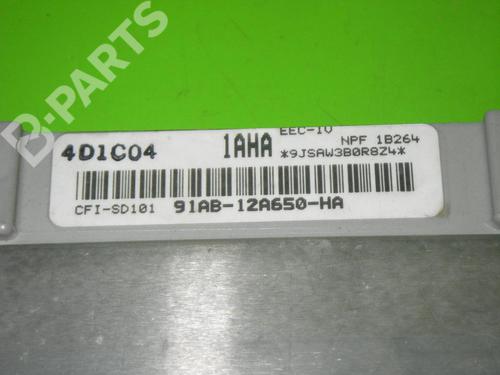 B-PARTS
EEC-IV
4D1C04 1AHA NPF 1B264
*9JSAW3B0R8Z4*
CFI-SD101 91AB-12A650-HA